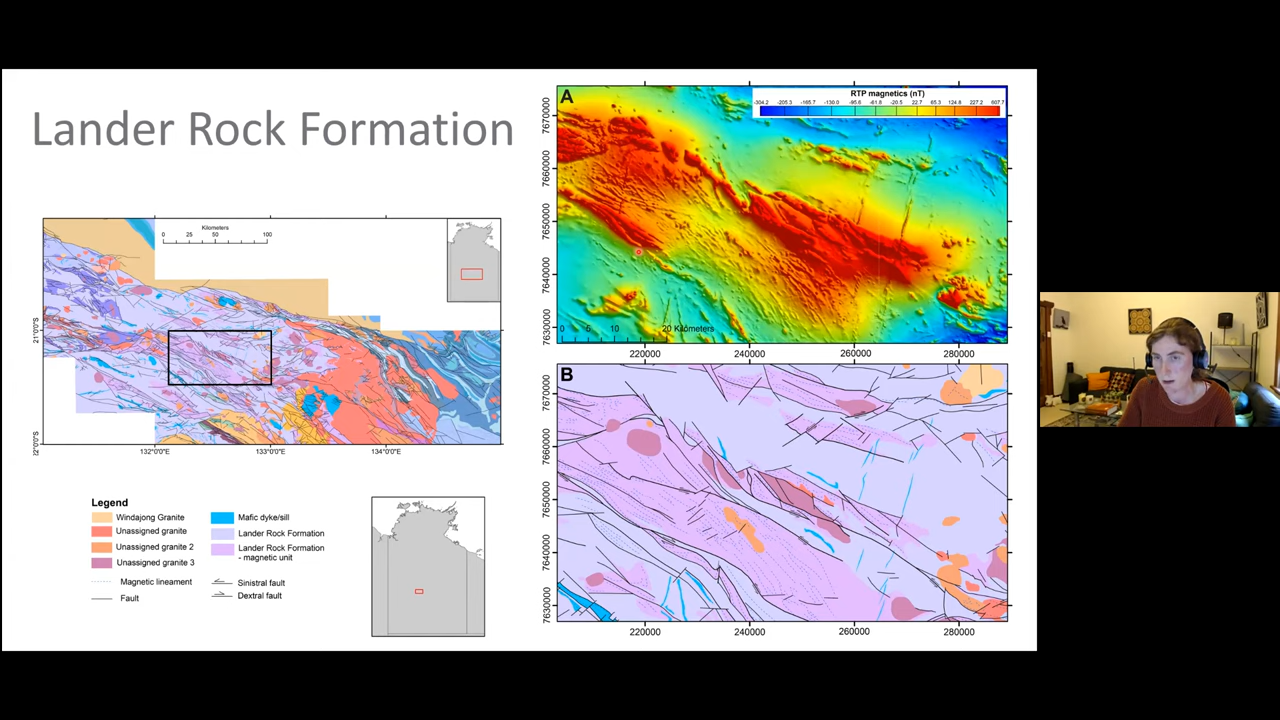 Lander Rock Formation
Kilometers
0 25 50 100
21°0'0"S
132°0'0"E 133°0'0"E 134°0'0"E
Legend
Windajong Granite
Unassigned granite
Unassigned granite 2
Unassigned granite 3
Magnetic lineament
Fault
Mafic dyke/sill
Lander Rock Formation
Lander Rock Formation
- magnetic unit
Sinistral fault
Dextral fault
A
RTP magnetics (nT)
-304.2 -205.3 -165.7 -130.0 -95.6 -61.8 -20.5 22.7 65.3 124.8 227.2 607.7
7670000
7660000
7650000
7640000
7630000
0 5 10 20 Kilometers
220000 240000 260000 280000
B
7670000
7660000
7650000
7640000
7630000
220000 240000 260000 280000